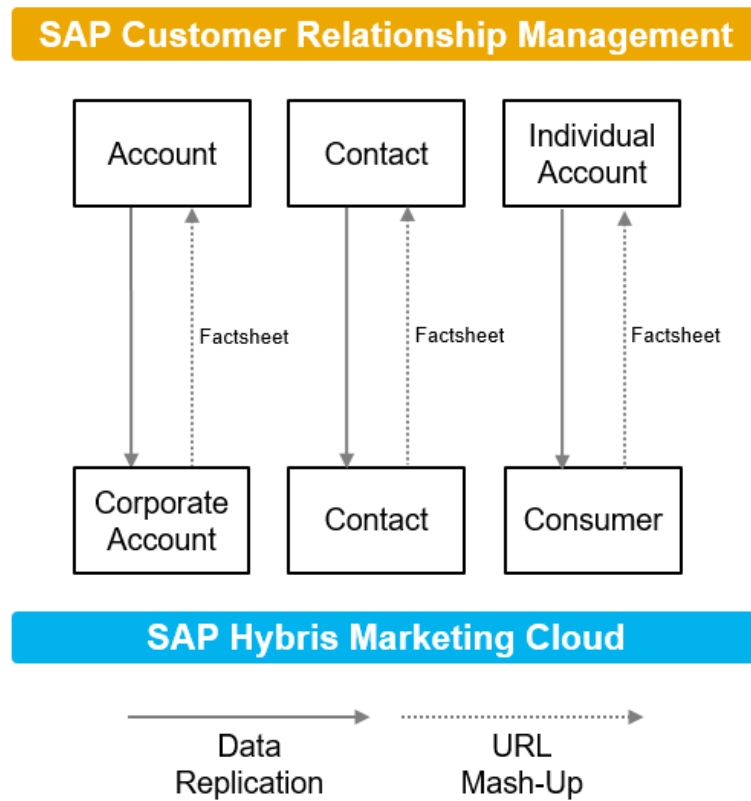 SAP Customer Relationship Management
Account
Contact
Individual
Account
Factsheet
Factsheet
Factsheet
Corporate
Account
Contact
Consumer
SAP Hybris Marketing Cloud
Data
Replication
URL
Mash-Up